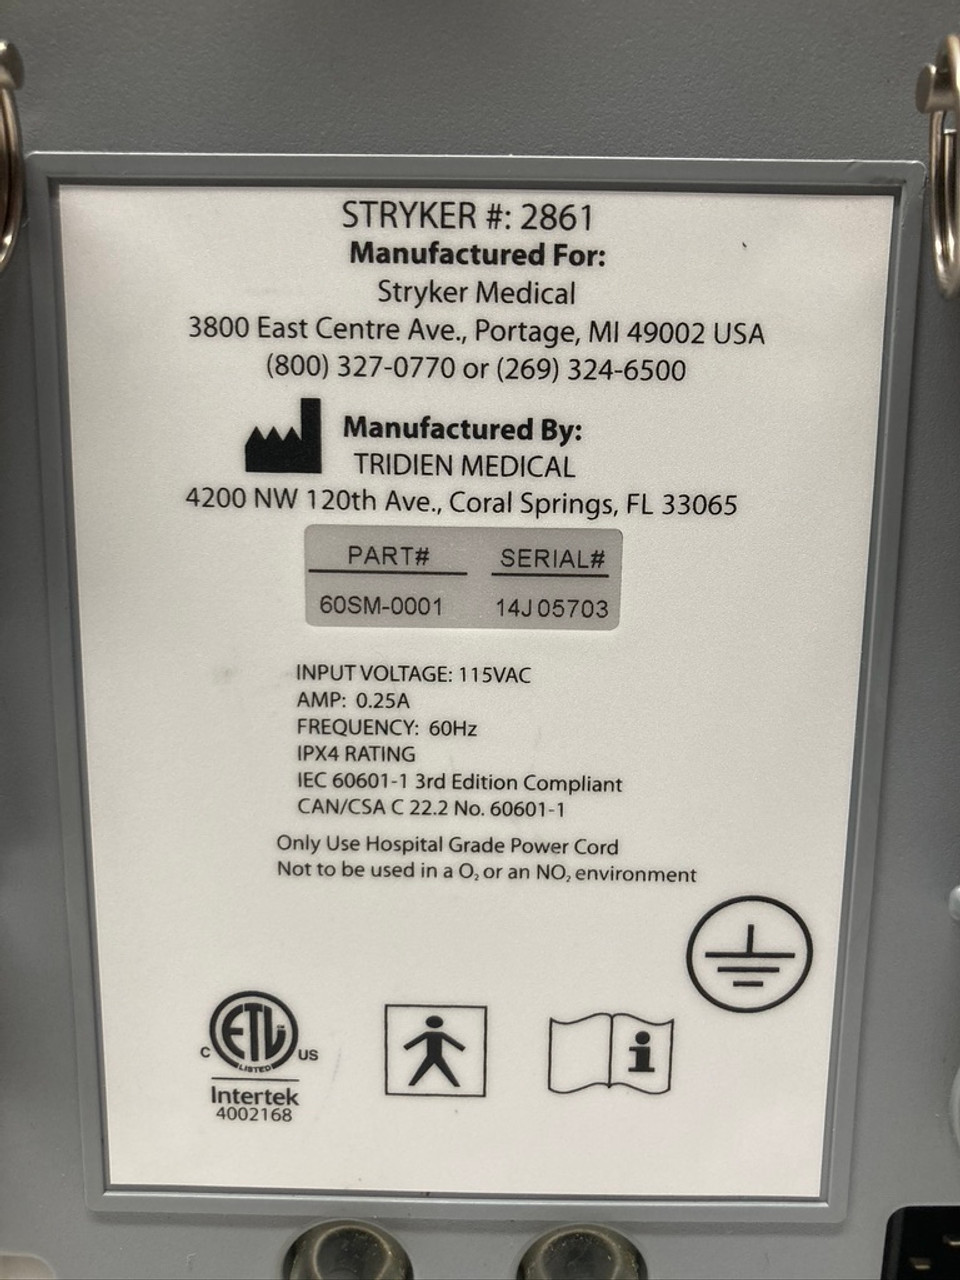 STRYKER #: 2861
Manufactured For:
Stryker Medical
3800 East Centre Ave., Portage, MI 49002 USA
(800) 327-0770 or (269) 324-6500
Manufactured By:
TRIDIEN MEDICAL
4200 NW 120th Ave., Coral Springs, FL 33065
PART# SERIAL#
60SM-0001 14J05703
INPUT VOLTAGE: 115VAC
AMP: 0.25A
FREQUENCY: 60Hz
IPX4 RATING
IEC 60601-1 3rd Edition Compliant
CAN/CSA C 22.2 No. 60601-1
Only Use Hospital Grade Power Cord
Not to be used in a O₂ or an NO₂ environment
ETL
C US
LISTED
Intertek
4002168
i